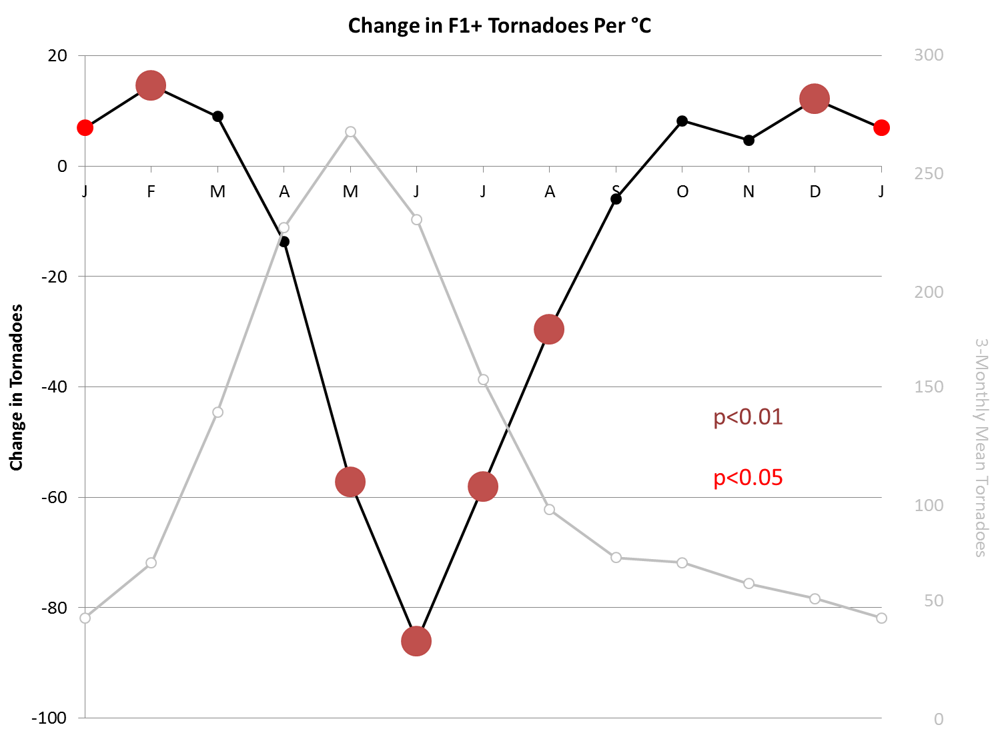 Change in F1+ Tornadoes Per °C
20
0
-20
-40
-60
-80
-100
Change in Tornadoes
J F M A M J J A S O N D J
p<0.01
p<0.05
300
250
200
150
100
50
0
3-Monthly Mean Tornadoes